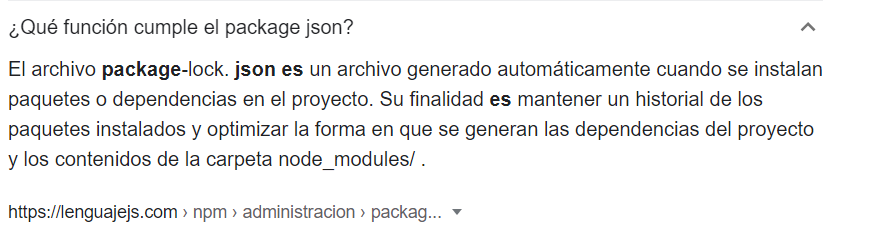 ¿Qué función cumple el package json?
El archivo package-lock. json es un archivo generado automáticamente cuando se instalan
paquetes o dependencias en el proyecto. Su finalidad es mantener un historial de los
paquetes instalados y optimizar la forma en que se generan las dependencias del proyecto
y los contenidos de la carpeta node_modules/ .
https://lenguajejs.com › npm › administracion › packag...